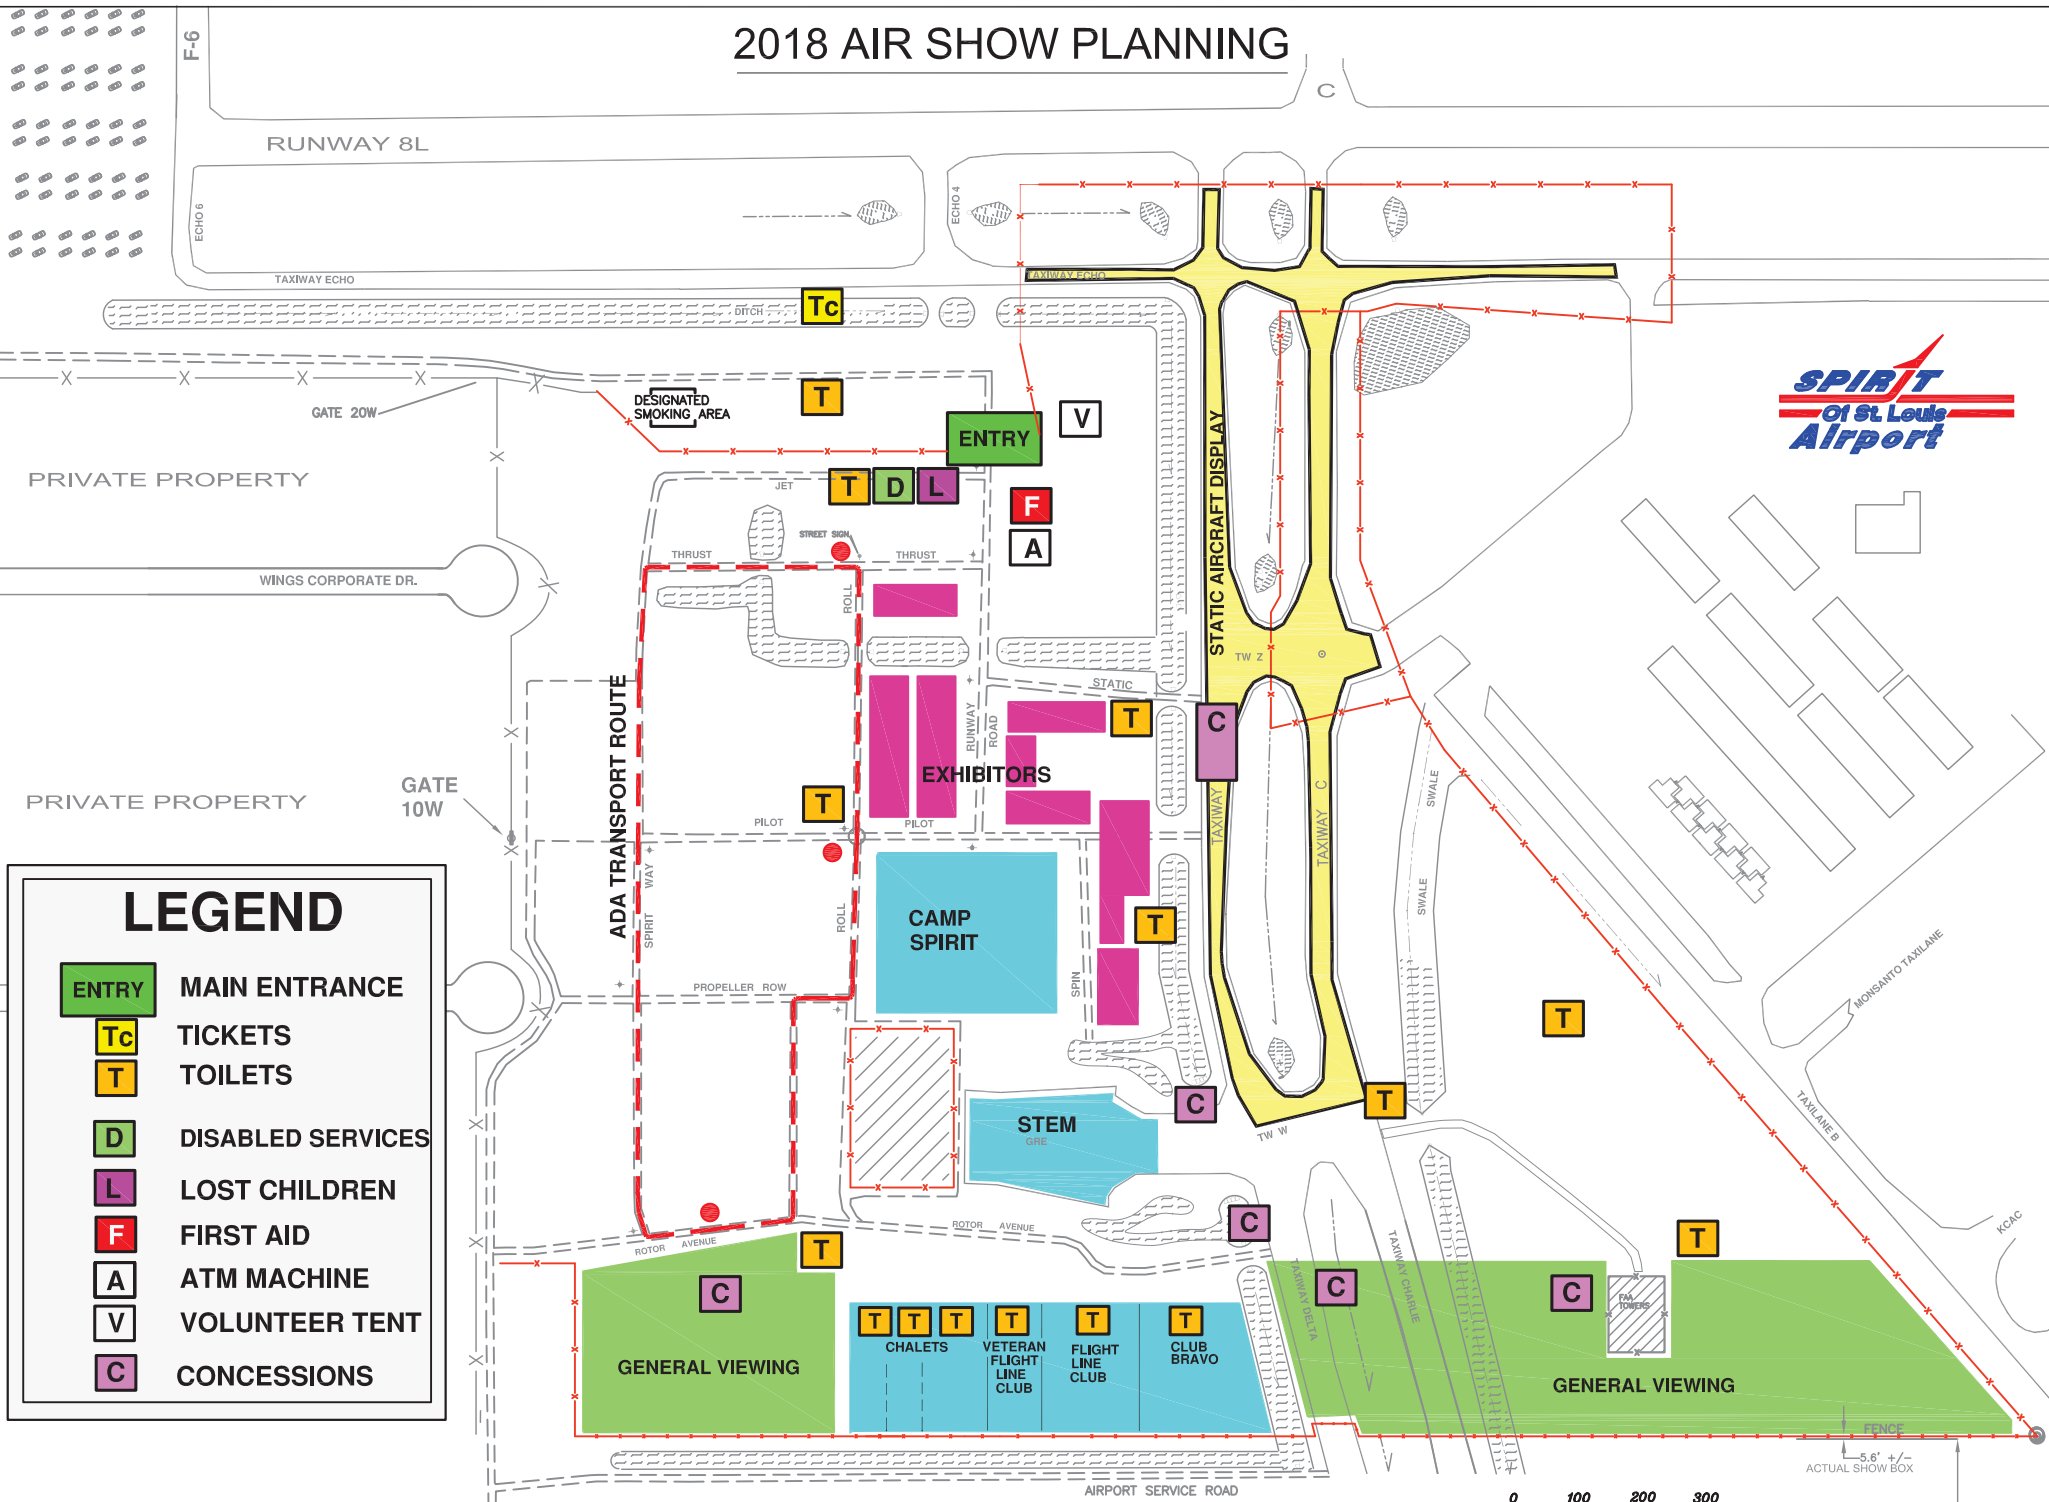 2018 AIR SHOW PLANNING
F-6
C
RUNWAY 8L
ECHO 6
ECHO 4
TAXIWAY ECHO
TAXIWAY ECHO
DITCH
Tc
GATE 20W
DESIGNATED
SMOKING AREA
T
ENTRY
V
SPIRIT
Of St. Louis
Airport
PRIVATE PROPERTY
JET
T
D
L
F
A
STREET SIGN
THRUST
THRUST
WINGS CORPORATE DR.
ROLL
STATIC AIRCRAFT DISPLAY
TW Z
STATIC
ADA TRANSPORT ROUTE
RUNWAY
ROAD
T
C
EXHIBITORS
PRIVATE PROPERTY
GATE
10W
T
PILOT
PILOT
TAXIWAY
TAXIWAY C
SWALE
SWALE
SPIRIT WAY
ROLL
CAMP
SPIRIT
T
SPIN
PROPELLER ROW
MONSANTO TAXILANE
T
LEGEND
ENTRY MAIN ENTRANCE
Tc TICKETS
T TOILETS
D DISABLED SERVICES
L LOST CHILDREN
F FIRST AID
A ATM MACHINE
V VOLUNTEER TENT
C CONCESSIONS
STEM
GRE
C
T
TW W
TAXILANE B
KCAC
C
ROTOR AVENUE
ROTOR AVENUE
T
T
TAXIWAY DELTA
TAXIWAY CHARLIE
C
C
C
FAA
TOWERS
T
T
T
T
T
T
CHALETS
VETERAN
FLIGHT
LINE
CLUB
FLIGHT
LINE
CLUB
CLUB
BRAVO
GENERAL VIEWING
GENERAL VIEWING
FENCE
5.6' +/-
ACTUAL SHOW BOX
AIRPORT SERVICE ROAD
0 100 200 300